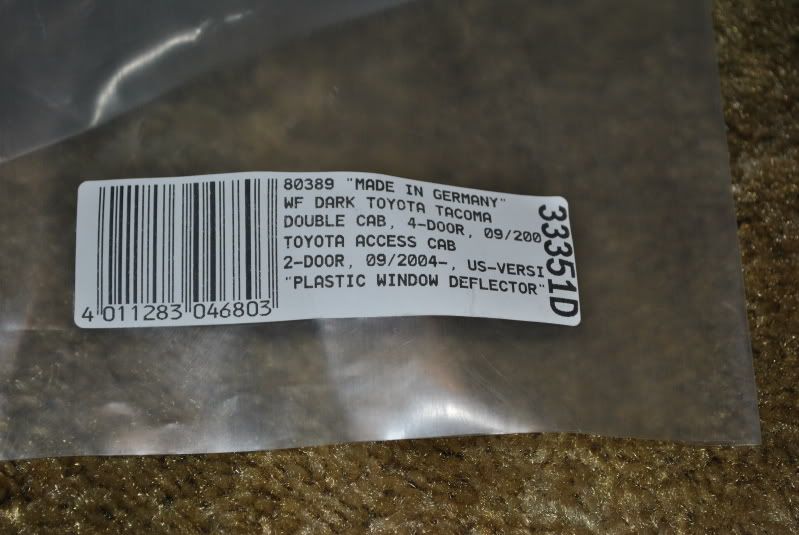 80389 "MADE IN GERMANY"
WF DARK TOYOTA TACOMA
DOUBLE CAB, 4-DOOR, 09/200
TOYOTA ACCESS CAB
2-DOOR, 09/2004-, US-VERSI
"PLASTIC WINDOW DEFLECTOR"
33351D
4 011283 046803